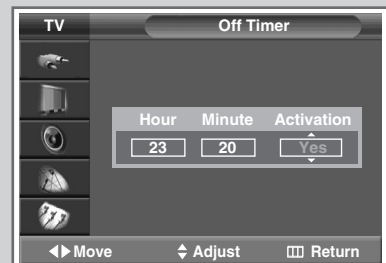 TV Off Timer
Hour Minute Activation
23 20 Yes
Move Adjust Return